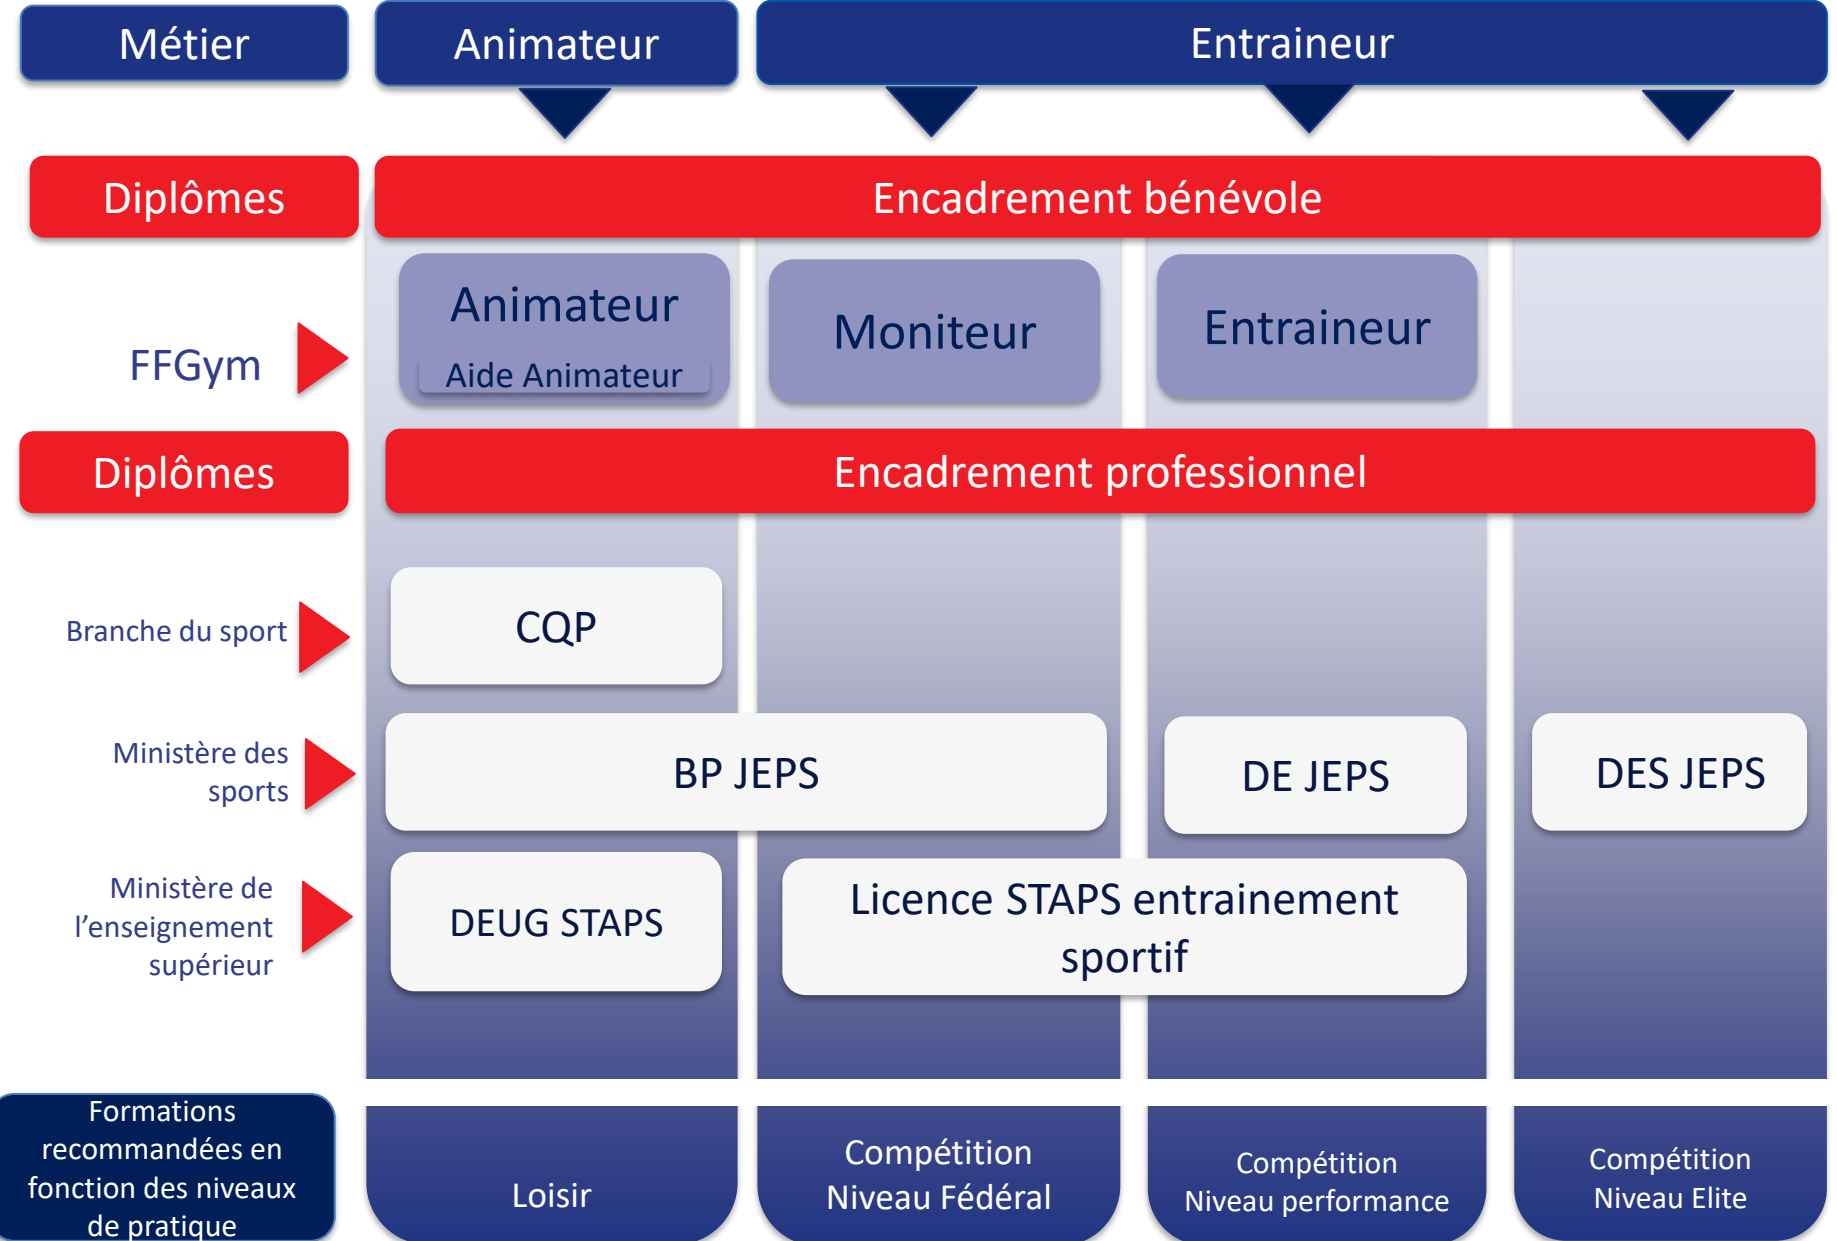 Métier
Animateur
Entraineur
Diplômes
Encadrement bénévole
FFGym
Animateur
Aide Animateur
Moniteur
Entraineur
Diplômes
Encadrement professionnel
Branche du sport
CQP
Ministère des
sports
BP JEPS
DE JEPS
DES JEPS
Ministère de
l’enseignement
supérieur
DEUG STAPS
Licence STAPS entrainement
sportif
Formations
recommandées en
fonction des niveaux
de pratique
Loisir
Compétition
Niveau Fédéral
Compétition
Niveau performance
Compétition
Niveau Elite